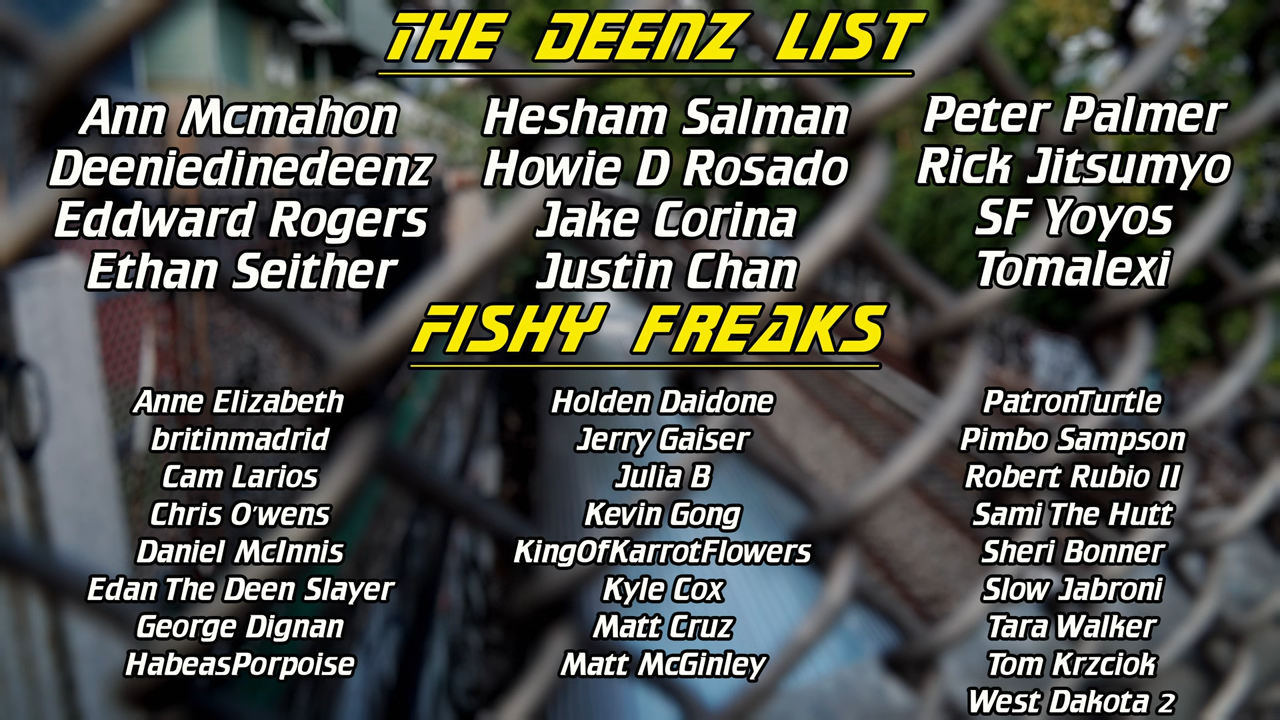 THE DEENZ LIST
Ann Mcmahon
Deeniedinedeenz
Eddward Rogers
Ethan Seither
Hesham Salman
Howie D Rosado
Jake Corina
Justin Chan
Peter Palmer
Rick Jitsumyo
SF Yoyos
Tomalexi
FISHY FREAKS
Anne Elizabeth
britinmadrid
Cam Larios
Chris O'wens
Daniel McInnis
Edan The Deen Slayer
George Dignan
HabeasPorpoise
Holden Daidone
Jerry Gaiser
Julia B
Kevin Gong
KingOfKarrotFlowers
Kyle Cox
Matt Cruz
Matt McGinley
PatronTurtle
Pimbo Sampson
Robert Rubio II
Sami The Hutt
Sheri Bonner
Slow Jabroni
Tara Walker
Tom Krzciok
West Dakota 2